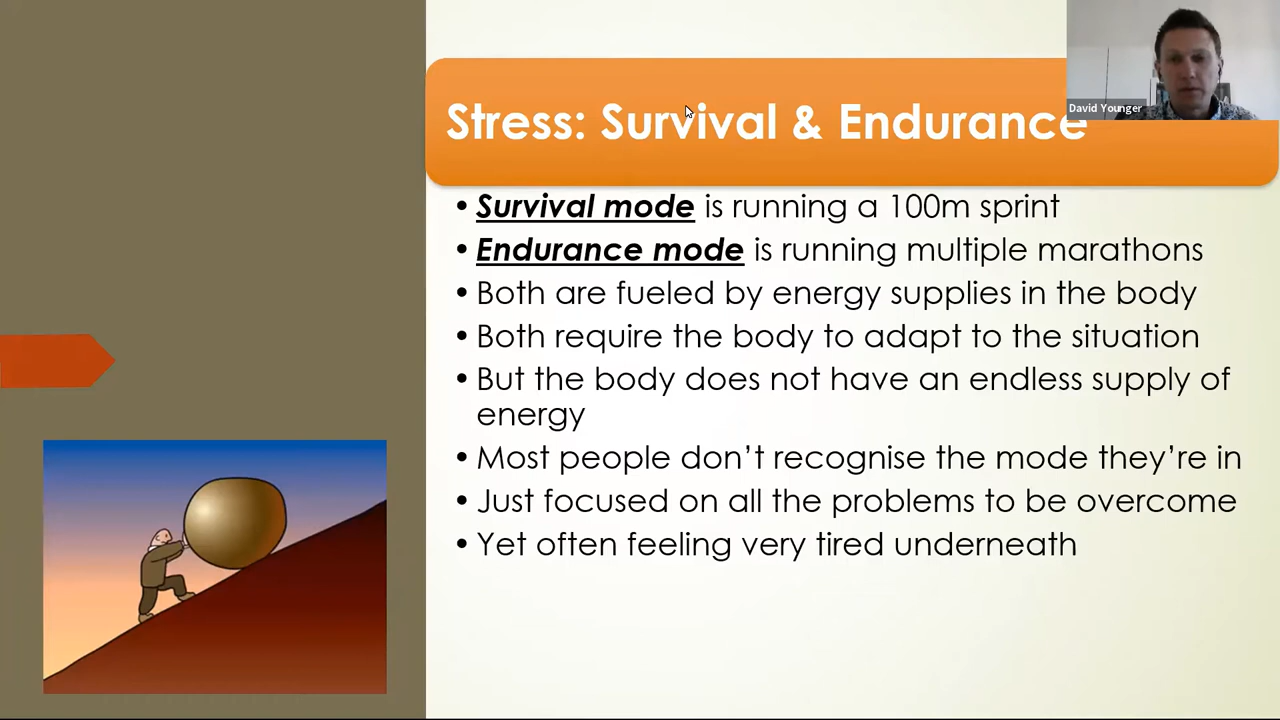 David Younger
Stress: Survival & Endurance
• Survival mode is running a 100m sprint
• Endurance mode is running multiple marathons
• Both are fueled by energy supplies in the body
• Both require the body to adapt to the situation
• But the body does not have an endless supply of
energy
• Most people don’t recognise the mode they’re in
• Just focused on all the problems to be overcome
• Yet often feeling very tired underneath